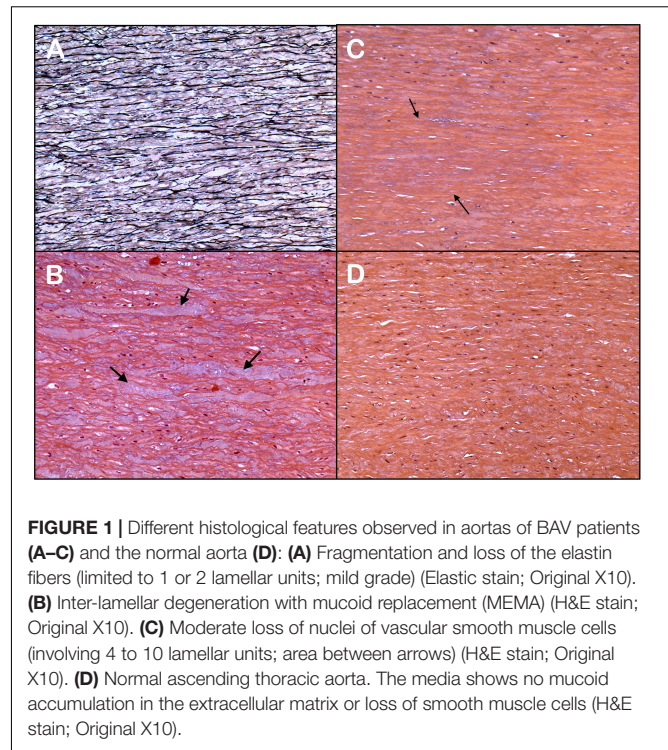 A
C
B
D
FIGURE 1 | Different histological features observed in aortas of BAV patients
(A–C) and the normal aorta (D): (A) Fragmentation and loss of the elastin
fibers (limited to 1 or 2 lamellar units; mild grade) (Elastic stain; Original X10).
(B) Inter-lamellar degeneration with mucoid replacement (MEMA) (H&E stain;
Original X10). (C) Moderate loss of nuclei of vascular smooth muscle cells
(involving 4 to 10 lamellar units; area between arrows) (H&E stain; Original
X10). (D) Normal ascending thoracic aorta. The media shows no mucoid
accumulation in the extracellular matrix or loss of smooth muscle cells (H&E
stain; Original X10).